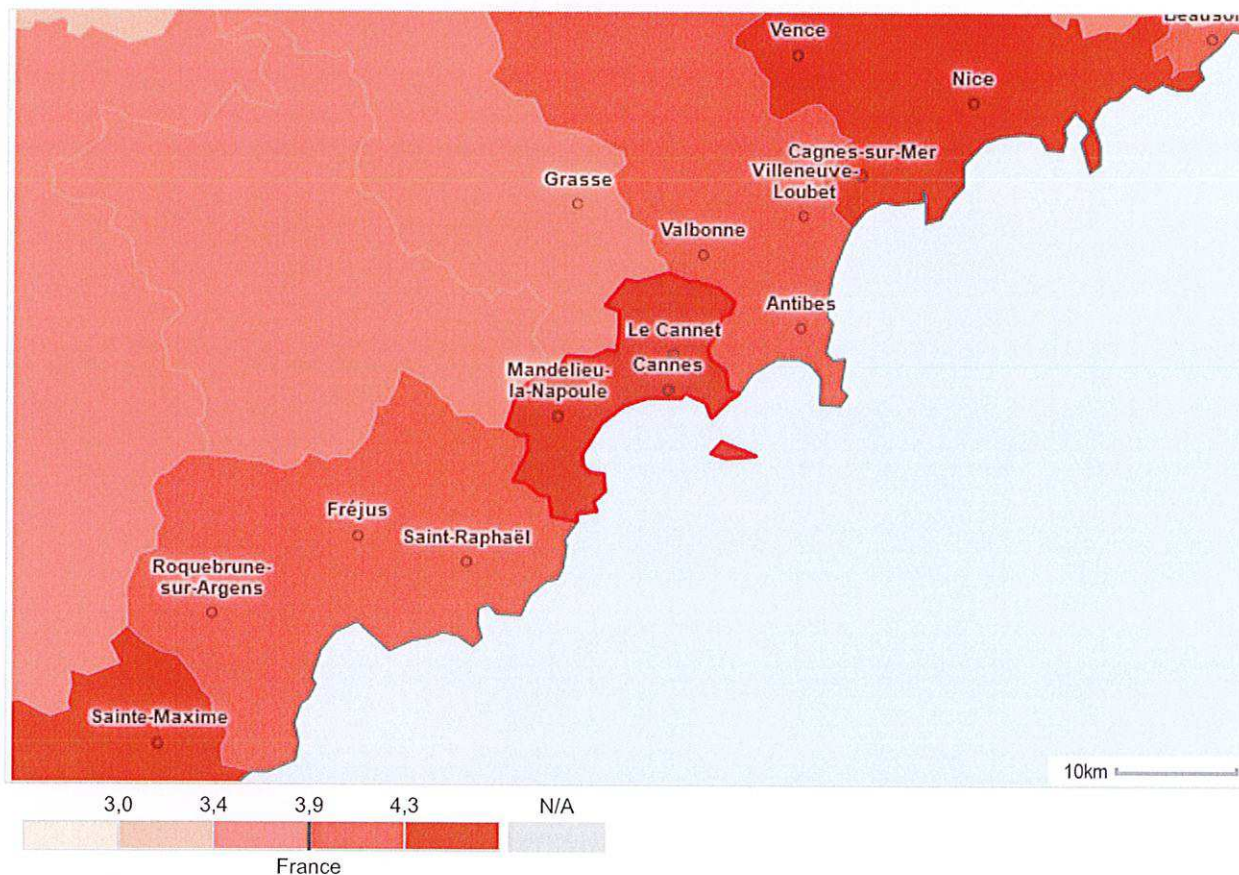 Vence
Nice
Cagnes-sur-Mer
Villeneuve-
Loubet
Grasse
Valbonne
Antibes
Le Cannet
Cannes
Mandelieu-
la-Napoule
Fréjus
Saint-Raphaël
Roquebrune-
sur-Argens
Sainte-Maxime
10km
3,0 3,4 3,9 4,3 N/A
France